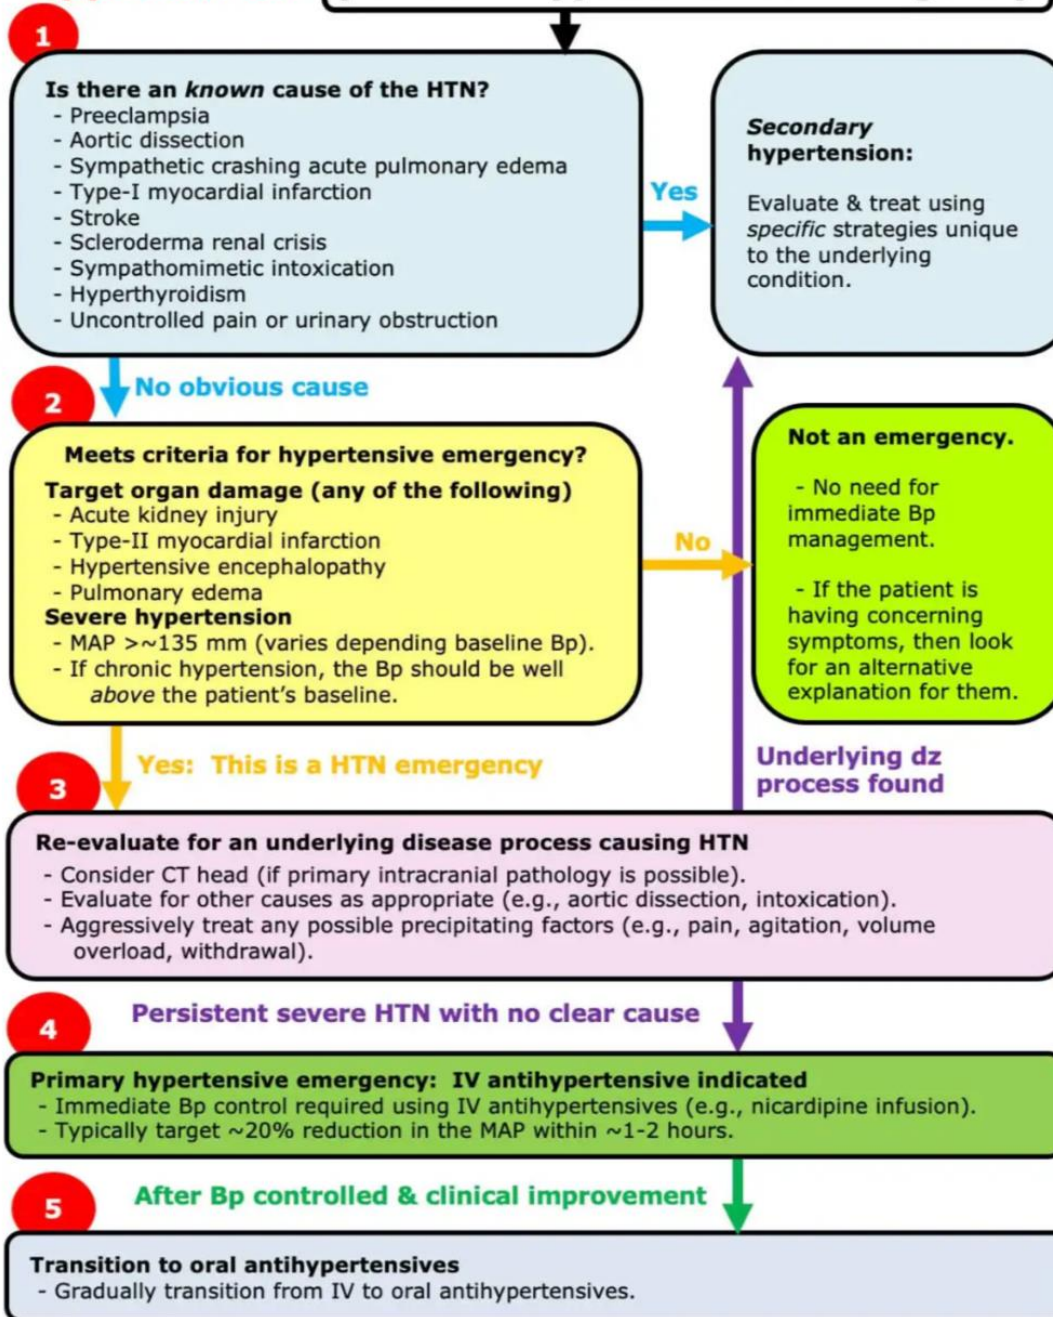 1
Is there an known cause of the HTN?
- Preeclampsia
- Aortic dissection
- Sympathetic crashing acute pulmonary edema
- Type-I myocardial infarction
- Stroke
- Scleroderma renal crisis
- Sympathomimetic intoxication
- Hyperthyroidism
- Uncontrolled pain or urinary obstruction
Yes
Secondary
hypertension:
Evaluate & treat using
specific strategies unique
to the underlying
condition.
No obvious cause
2
Meets criteria for hypertensive emergency?
Target organ damage (any of the following)
- Acute kidney injury
- Type-II myocardial infarction
- Hypertensive encephalopathy
- Pulmonary edema
Severe hypertension
- MAP >~135 mm (varies depending baseline Bp).
- If chronic hypertension, the Bp should be well
above the patient's baseline.
No
Not an emergency.
- No need for
immediate Bp
management.
- If the patient is
having concerning
symptoms, then look
for an alternative
explanation for them.
Yes: This is a HTN emergency
Underlying dz
process found
3
Re-evaluate for an underlying disease process causing HTN
- Consider CT head (if primary intracranial pathology is possible).
- Evaluate for other causes as appropriate (e.g., aortic dissection, intoxication).
- Aggressively treat any possible precipitating factors (e.g., pain, agitation, volume
overload, withdrawal).
Persistent severe HTN with no clear cause
4
Primary hypertensive emergency: IV antihypertensive indicated
- Immediate Bp control required using IV antihypertensives (e.g., nicardipine infusion).
- Typically target ~20% reduction in the MAP within ~1-2 hours.
After Bp controlled & clinical improvement
5
Transition to oral antihypertensives
- Gradually transition from IV to oral antihypertensives.